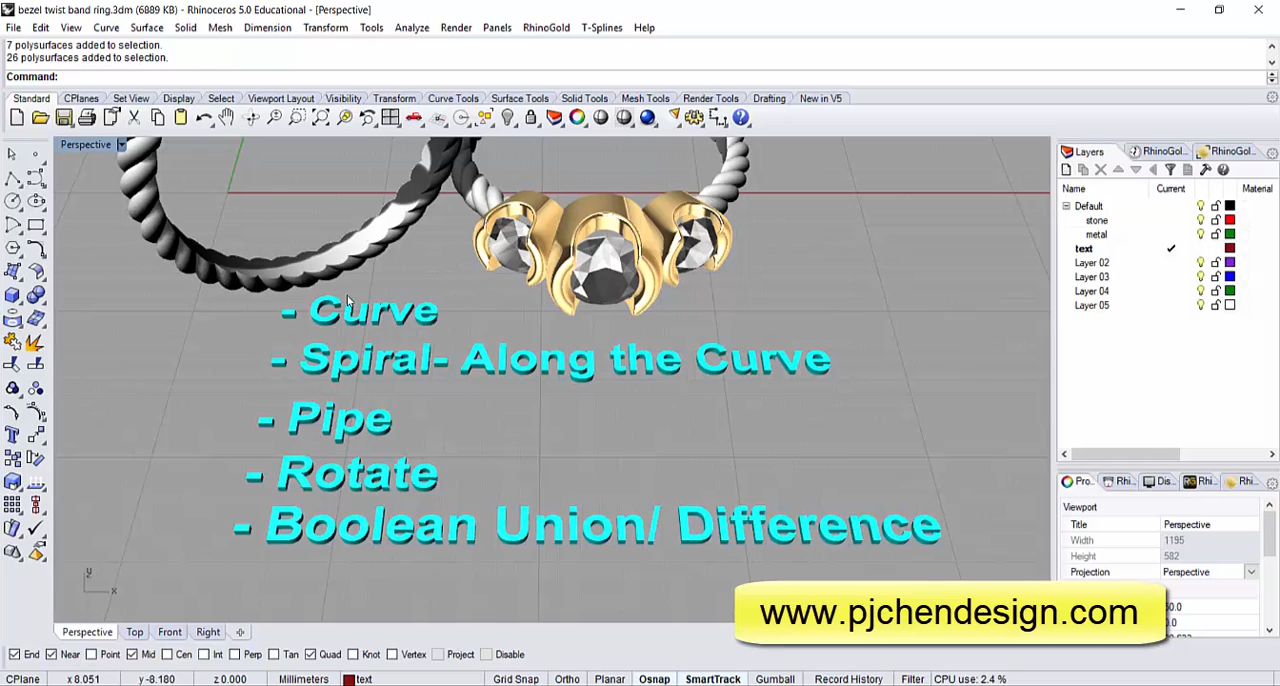 bezel twist band ring.3dm (6889 KB) - Rhinoceros 5.0 Educational - [Perspective]
File Edit View Curve Surface Solid Mesh Dimension Transform Tools Analyze Render Panels RhinoGold T-Splines Help
7 polysurfaces added to selection.
26 polysurfaces added to selection.
Command:
Standard CPlanes Set View Display Select Viewport Layout Visibility Transform Curve Tools Surface Tools Solid Tools Mesh Tools Render Tools Drafting New in V5
Perspective
Layers RhinoGol... RhinoGol...
Name Current Material
Default
stone
metal
text
Layer 02
Layer 03
Layer 04
Layer 05
- Curve
- Spiral- Along the Curve
- Pipe
- Rotate
- Boolean Union/ Difference
Pro... Rhi... Dis... Rhi... Rhi...
Viewport
Title Perspective
Width 1195
Height 582
Projection Perspective
www.pjchendesign.com
y
x
Perspective Top Front Right
End Near Point Mid Cen Int Perp Tan Quad Knot Vertex Project Disable
CPlane x 8.051 y -8.180 z 0.000 Millimeters text Grid Snap Ortho Planar Osnap SmartTrack Gumball Record History Filter CPU use: 2.4 %